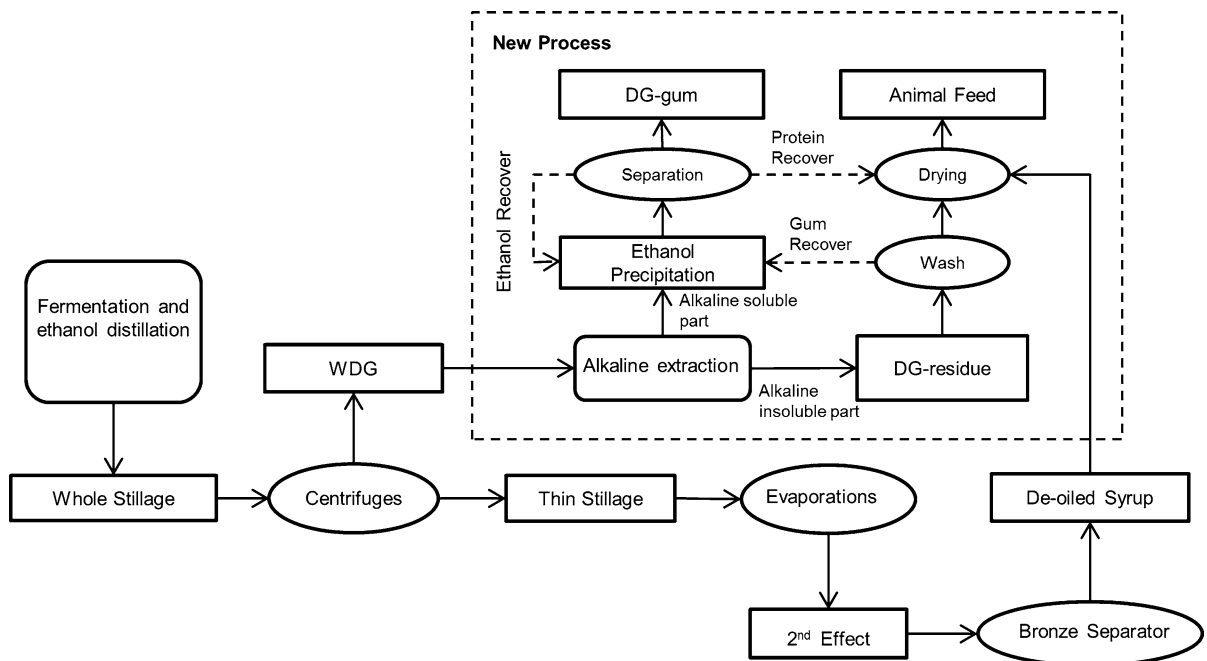 New Process
DG-gum
Animal Feed
Protein
Recover
Separation
Drying
Ethanol Recover
Gum
Recover
Ethanol
Precipitation
Wash
Alkaline soluble
part
Fermentation and
ethanol distillation
WDG
Alkaline extraction
DG-residue
Alkaline
insoluble part
Whole Stillage
Centrifuges
Thin Stillage
Evaporations
De-oiled Syrup
2nd Effect
Bronze Separator